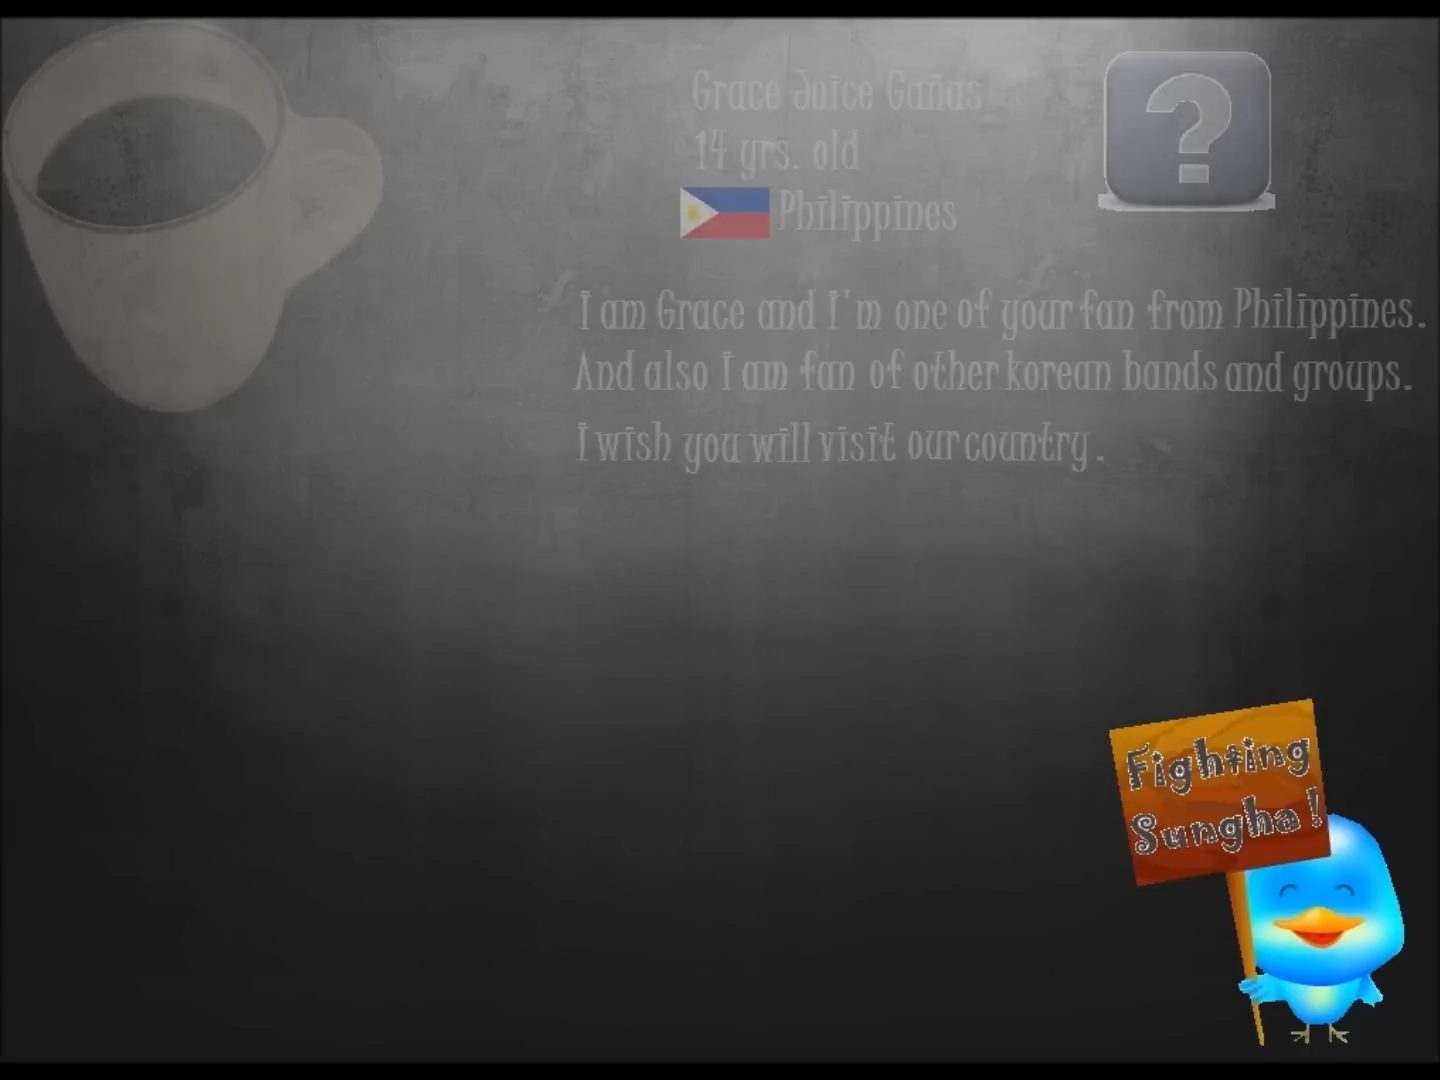 Grace Joice Gañas
14 yrs. old
Philippines
?
I am Grace and I'm one of your fan from Philippines.
And also I am fan of other korean bands and groups.
I wish you will visit our country.
Fighting
Sungha!